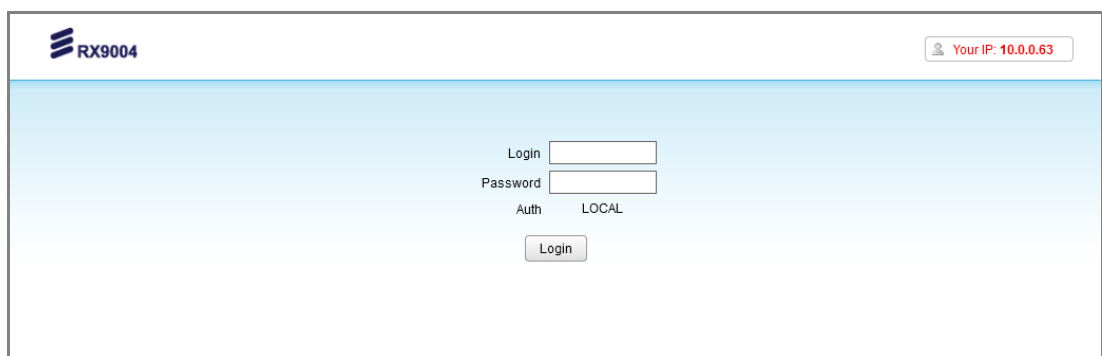 RX9004
Your IP: 10.0.0.63
Login
Password
Auth LOCAL
Login